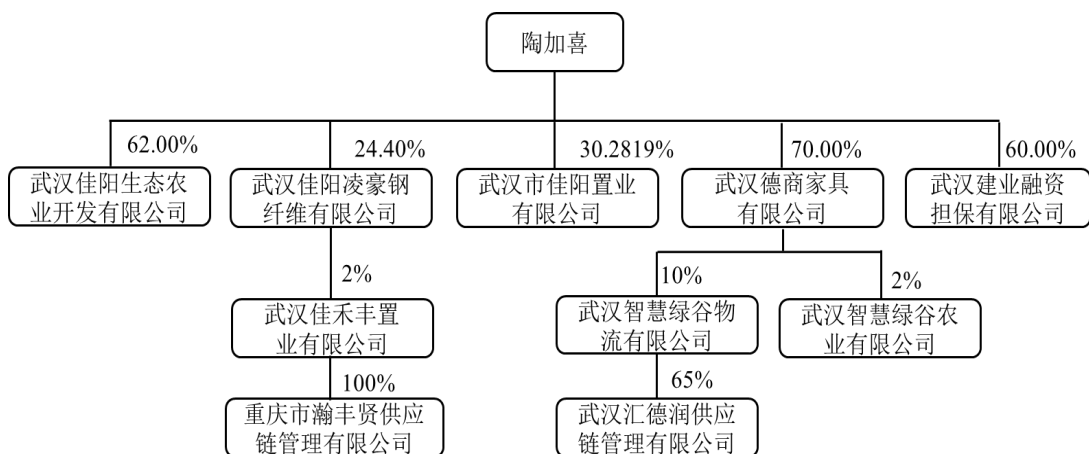 陶加喜
62.00%
24.40%
30.2819%
70.00%
60.00%
武汉佳阳生态农
业开发有限公司
武汉佳阳凌豪钢
纤维有限公司
武汉市佳阳置业
有限公司
武汉德商家具
有限公司
武汉建业融资
担保有限公司
2%
10%
2%
武汉佳禾丰置
业有限公司
武汉智慧绿谷物
流有限公司
武汉智慧绿谷农
业有限公司
100%
65%
重庆市瀚丰贤供应
链管理有限公司
武汉汇德润供应
链管理有限公司